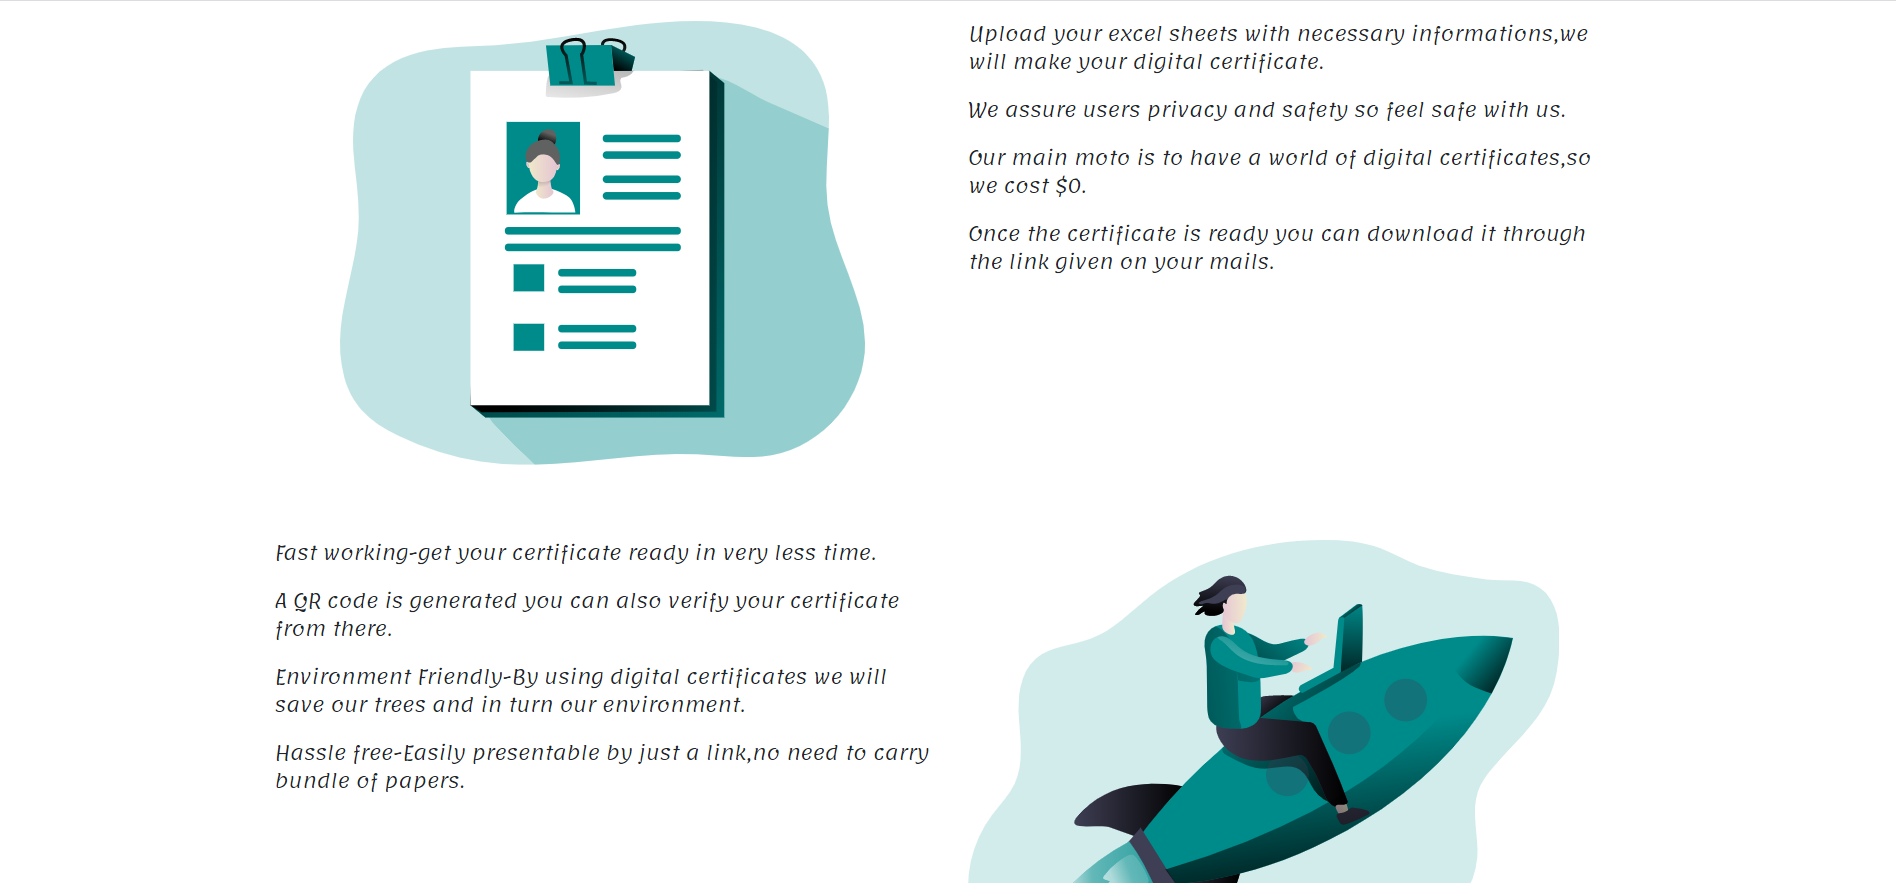 Upload your excel sheets with necessary informations,we
will make your digital certificate.
We assure users privacy and safety so feel safe with us.
Our main moto is to have a world of digital certificates,so
we cost $0.
Once the certificate is ready you can download it through
the link given on your mails.
Fast working-get your certificate ready in very less time.
A QR code is generated you can also verify your certificate
from there.
Environment Friendly-By using digital certificates we will
save our trees and in turn our environment.
Hassle free-Easily presentable by just a link,no need to carry
bundle of papers.